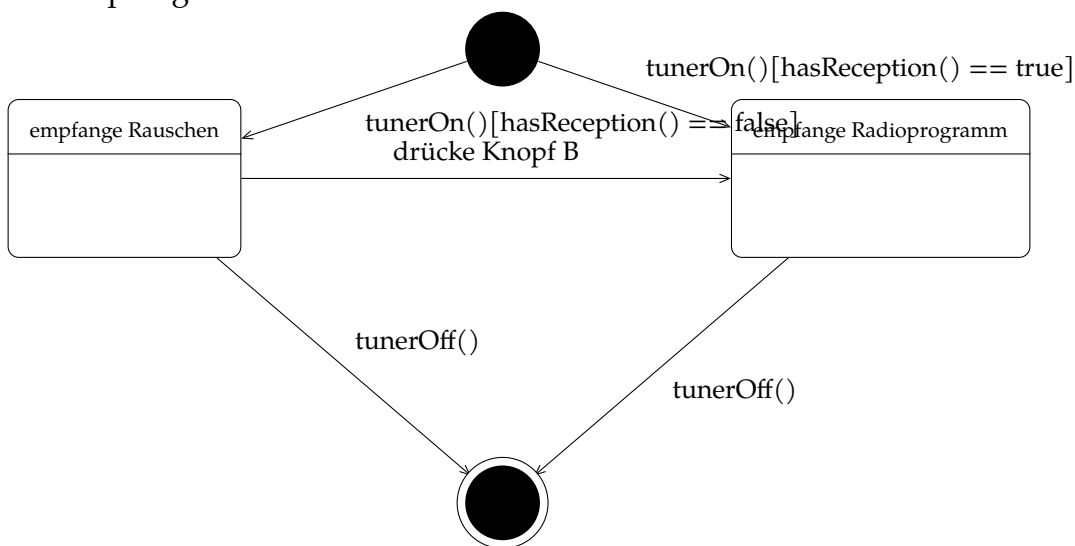 tunerOn()[hasReception() == true]
tunerOn()[hasReception() == false]
empfange Rauschen
empfange Radioprogramm
drücke Knopf B
tunerOff()
tunerOff()